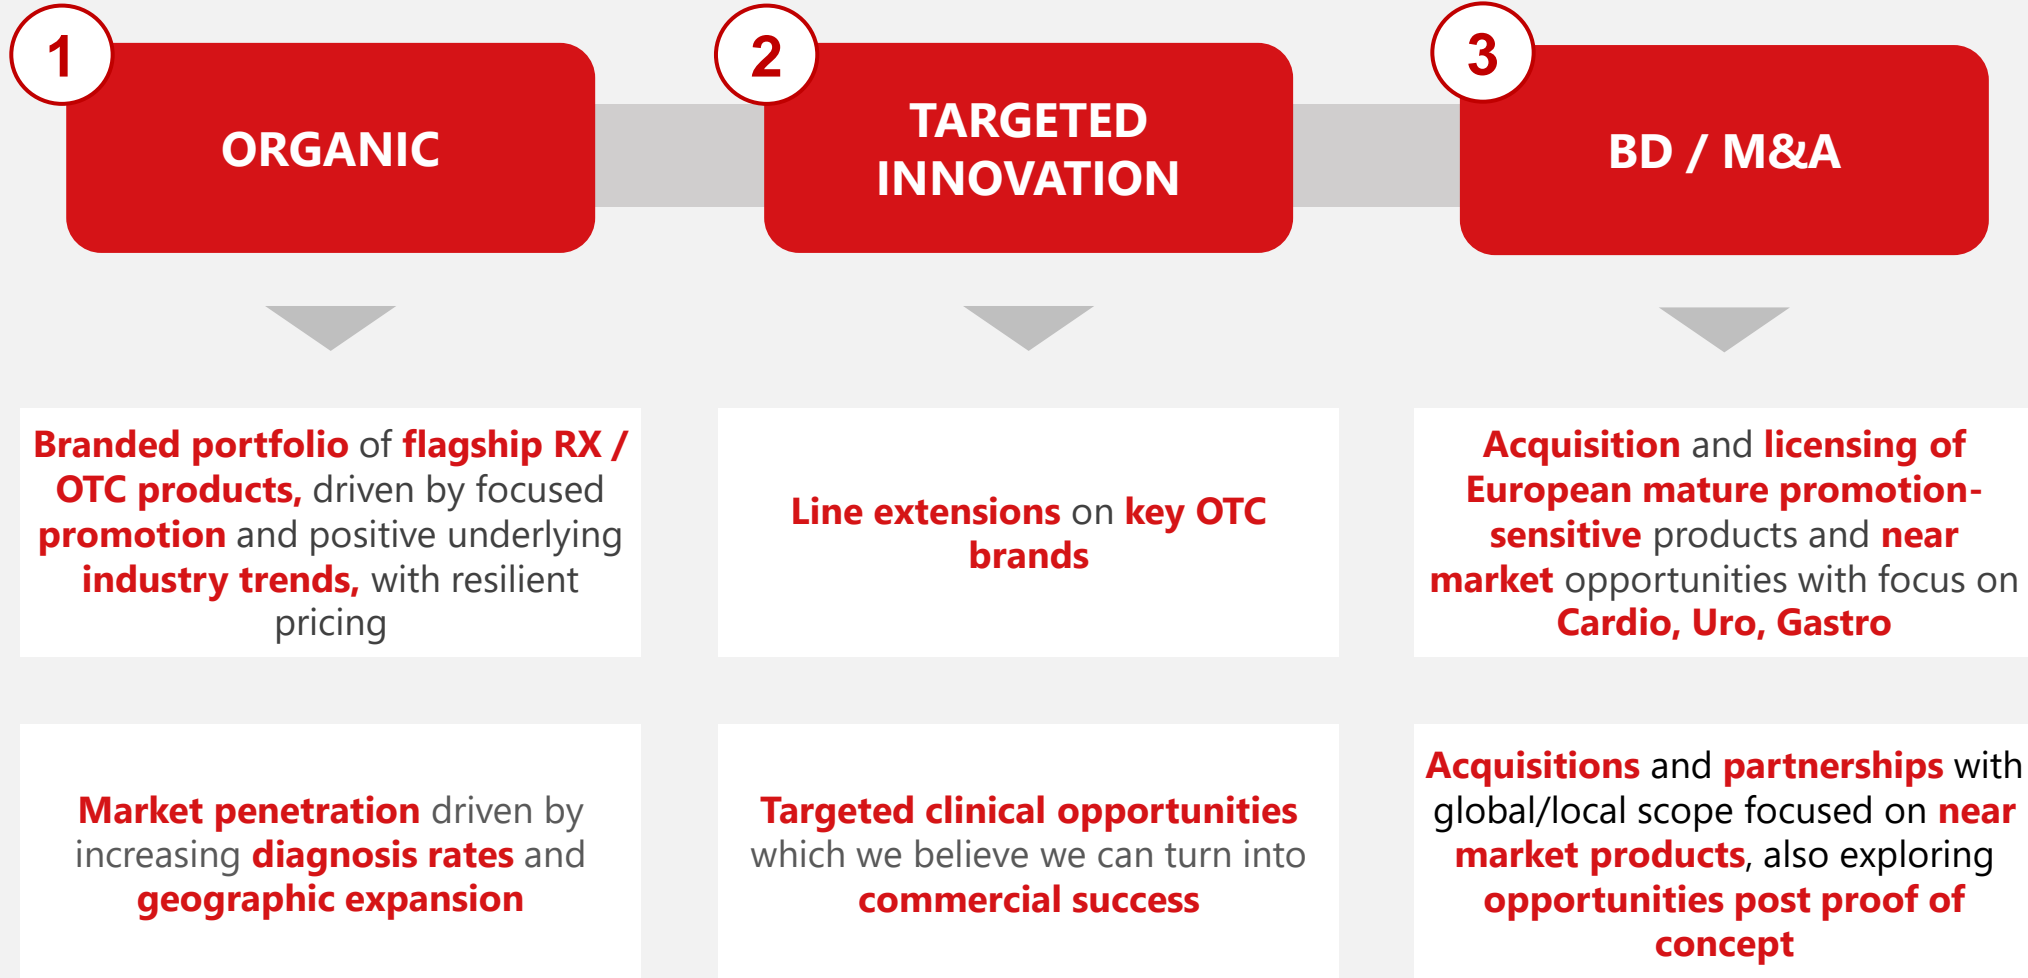 1
ORGANIC
2
TARGETED
INNOVATION
3
BD / M&A
Branded portfolio of flagship RX /
OTC products, driven by focused
promotion and positive underlying
industry trends, with resilient
pricing
Line extensions on key OTC
brands
Acquisition and licensing of
European mature promotion-
sensitive products and near
market opportunities with focus on
Cardio, Uro, Gastro
Market penetration driven by
increasing diagnosis rates and
geographic expansion
Targeted clinical opportunities
which we believe we can turn into
commercial success
Acquisitions and partnerships with
global/local scope focused on near
market products, also exploring
opportunities post proof of
concept